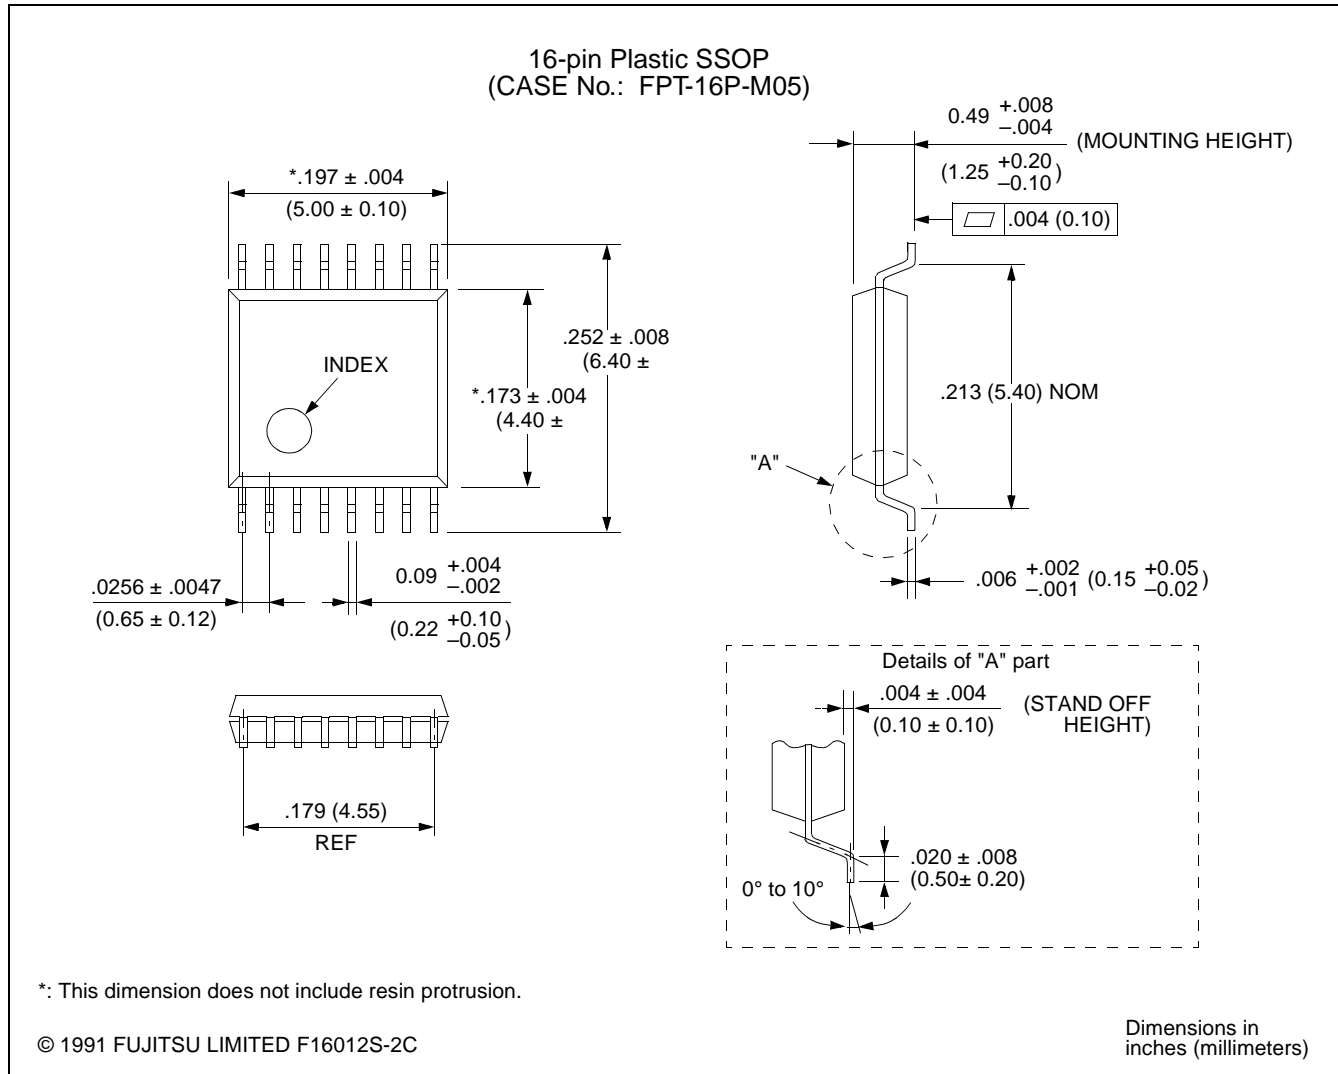 16-pin Plastic SSOP
(CASE No.: FPT-16P-M05)
0.49 +.008 –.004
(MOUNTING HEIGHT)
(1.25 +0.20 –0.10)
.004 (0.10)
*.197 ± .004
(5.00 ± 0.10)
.252 ± .008
(6.40 ±
INDEX
*.173 ± .004
(4.40 ±
.213 (5.40) NOM
"A"
.0256 ± .0047
(0.65 ± 0.12)
0.09 +.004 –.002
(0.22 +0.10 –0.05)
.006 +.002 –.001 (0.15 +0.05 –0.02)
Details of "A" part
.004 ± .004
(0.10 ± 0.10)
(STAND OFF
HEIGHT)
.179 (4.55)
REF
.020 ± .008
(0.50± 0.20)
0° to 10°
*: This dimension does not include resin protrusion.
© 1991 FUJITSU LIMITED F16012S-2C
Dimensions in
inches (millimeters)